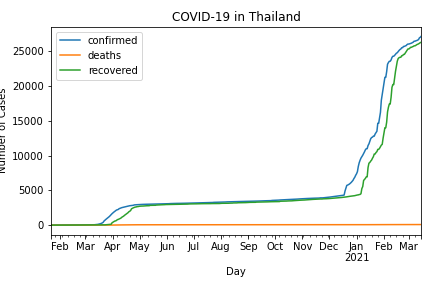 COVID-19 in Thailand
confirmed
deaths
recovered
25000
20000
15000
10000
5000
0
Number of Cases
Feb Mar Apr May Jun Jul Aug Sep Oct Nov Dec Jan Feb Mar
2021
Day